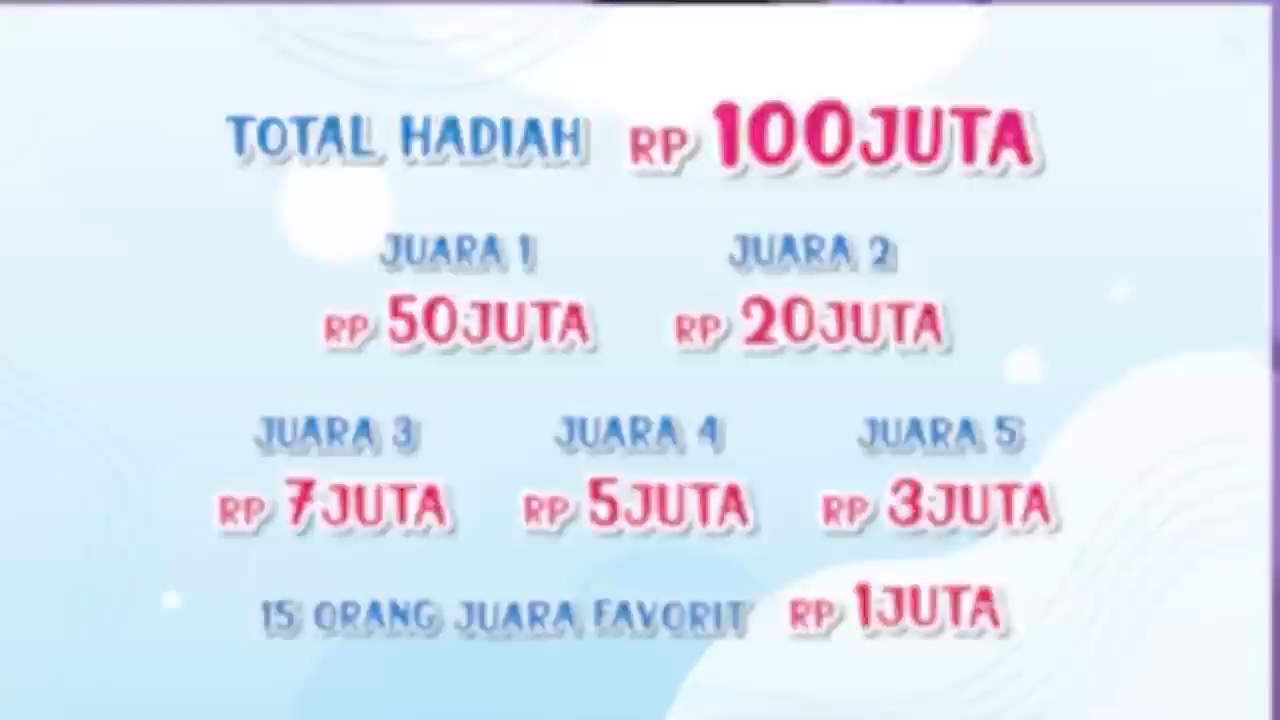 TOTAL HADIAH RP 100JUTA
JUARA 1 JUARA 2
RP 50JUTA RP 20JUTA
JUARA 3 JUARA 4 JUARA 5
RP 7JUTA RP 5JUTA RP 3JUTA
15 ORANG JUARA FAVORIT RP 1JUTA